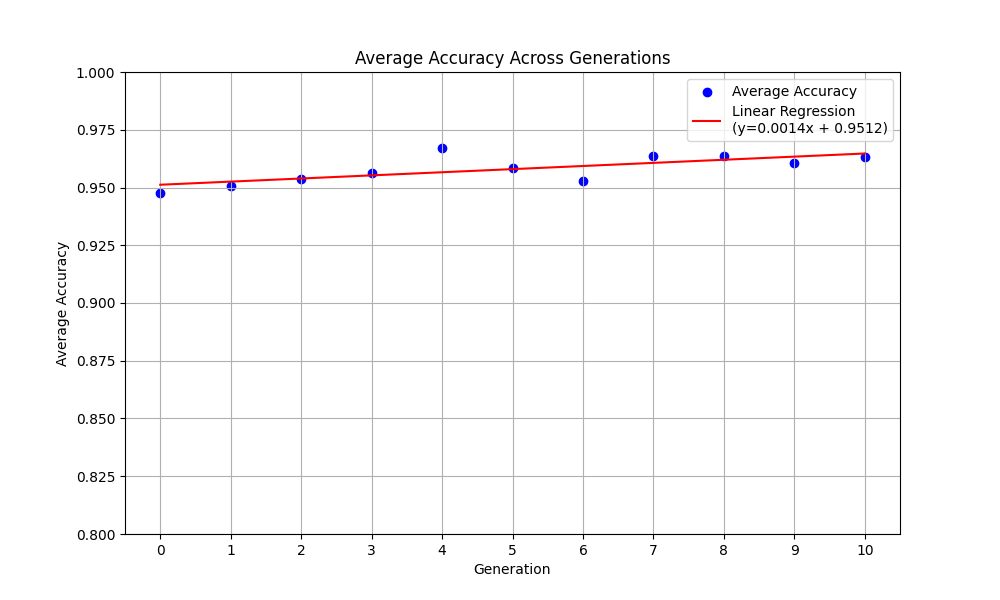 Average Accuracy Across Generations
Average Accuracy
Linear Regression
(y=0.0014x + 0.9512)
1.000
0.975
0.950
0.925
0.900
0.875
0.850
0.825
0.800
Average Accuracy
0 1 2 3 4 5 6 7 8 9 10
Generation